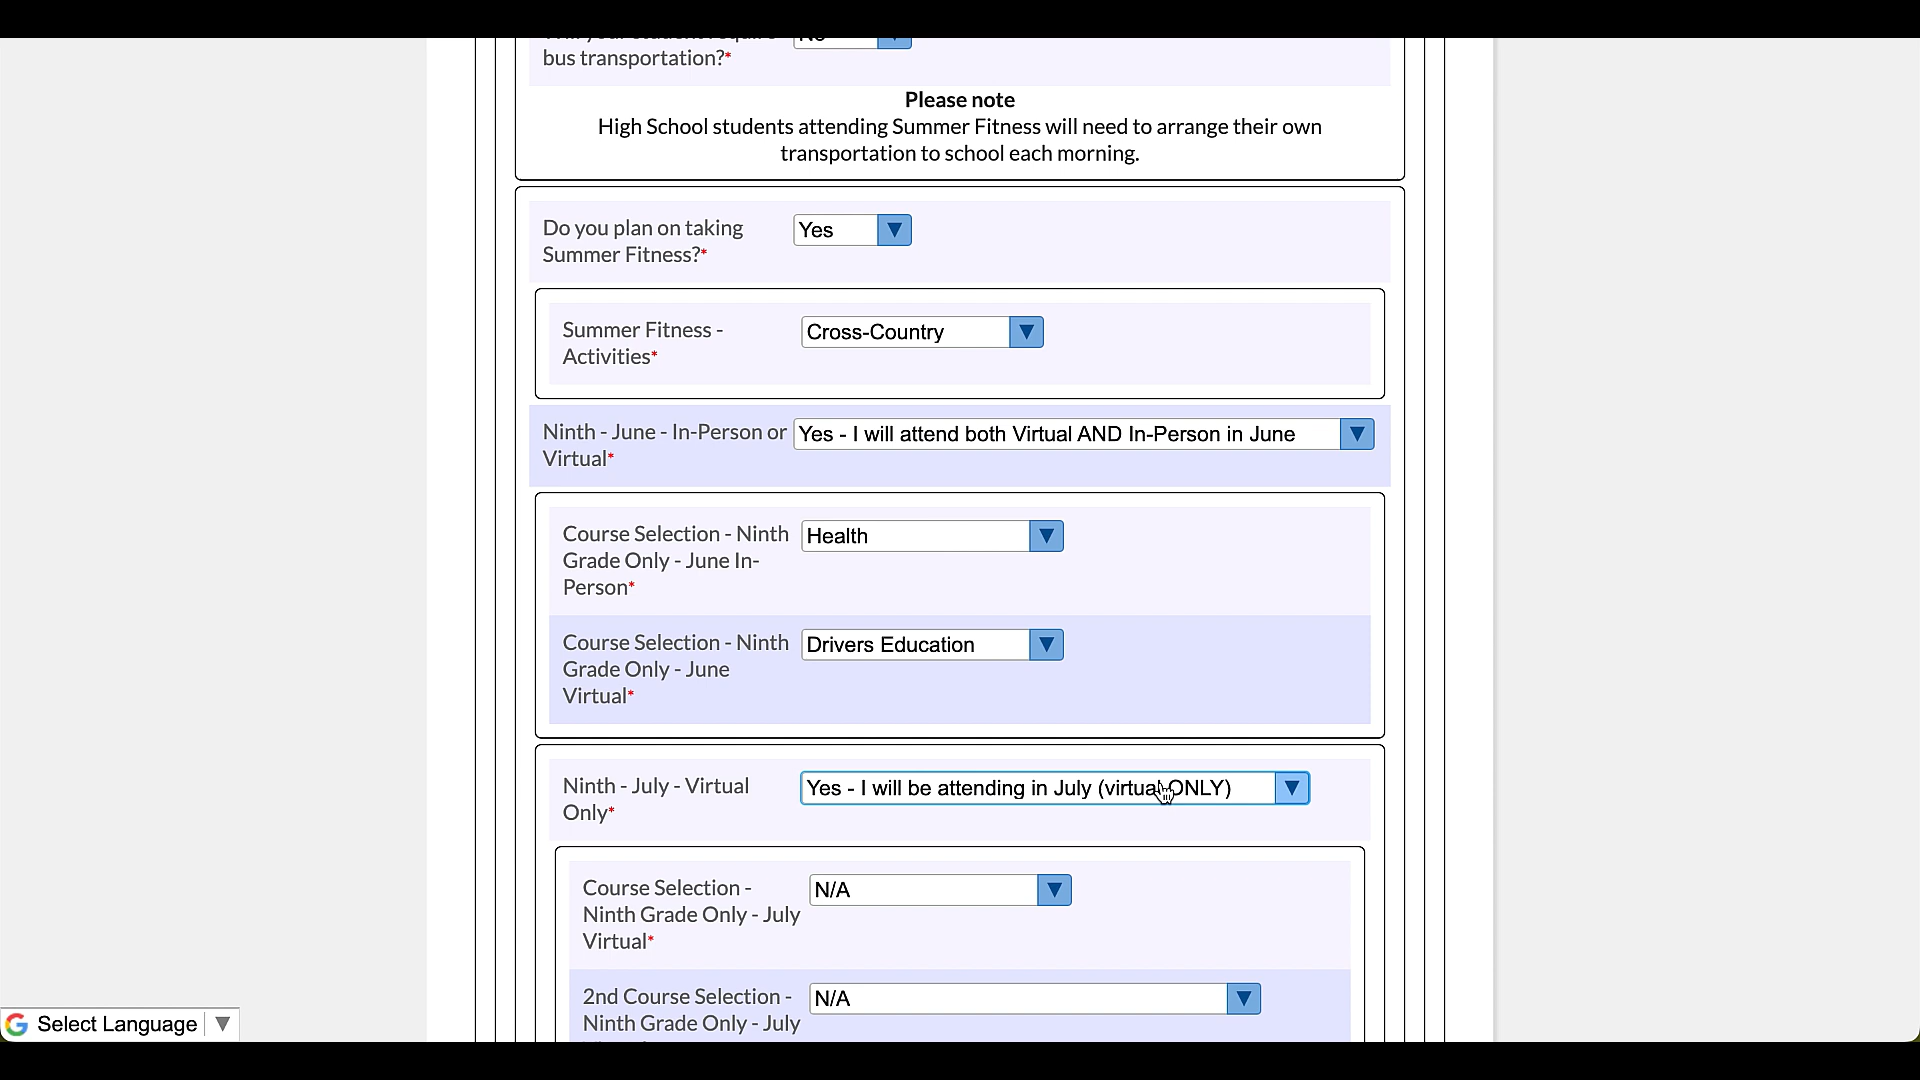 bus transportation?*
Please note
High School students attending Summer Fitness will need to arrange their own
transportation to school each morning.
Do you plan on taking
Summer Fitness?*
Yes
Summer Fitness -
Activities*
Cross-Country
Ninth - June - In-Person or
Virtual*
Yes - I will attend both Virtual AND In-Person in June
Course Selection - Ninth
Grade Only - June In-
Person*
Health
Course Selection - Ninth
Grade Only - June
Virtual*
Drivers Education
Ninth - July - Virtual
Only*
Yes - I will be attending in July (virtual ONLY)
Course Selection -
Ninth Grade Only - July
Virtual*
N/A
2nd Course Selection -
Ninth Grade Only - July
N/A
Select Language